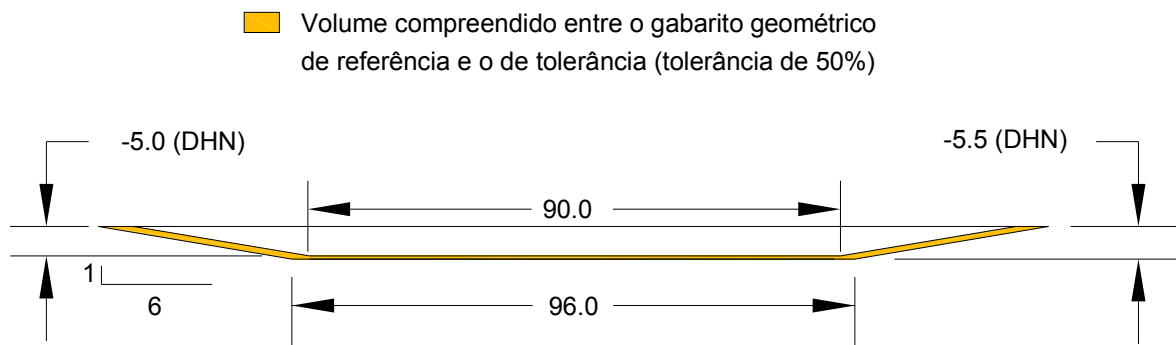 Volume compreendido entre o gabarito geométrico
de referência e o de tolerância (tolerância de 50%)
-5.0 (DHN)
-5.5 (DHN)
90.0
1
6
96.0